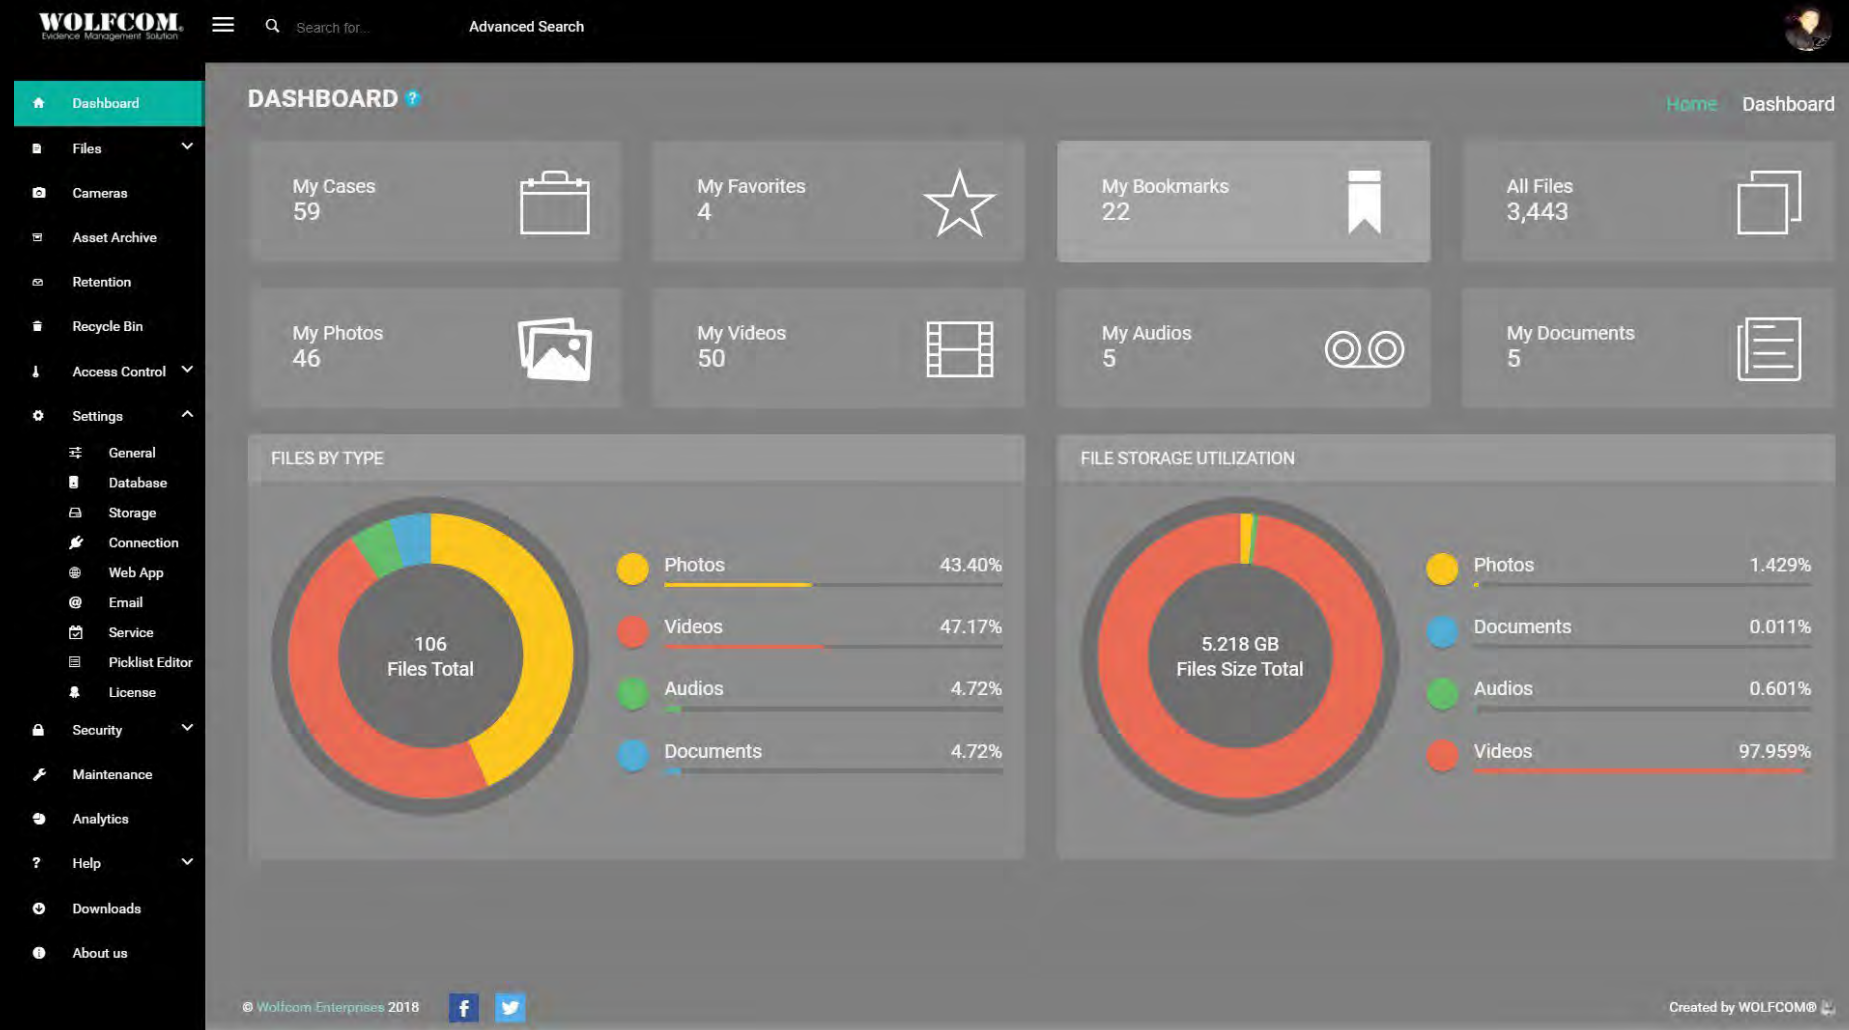 WOLFCOM®
Evidence Management Solution
Search for...
Advanced Search
Dashboard
Files
Cameras
Asset Archive
Retention
Recycle Bin
Access Control
Settings
General
Database
Storage
Connection
Web App
Email
Service
Picklist Editor
License
Security
Maintenance
Analytics
Help
Downloads
About us
DASHBOARD ?
Home Dashboard
My Cases
59
My Favorites
4
My Bookmarks
22
All Files
3,443
My Photos
46
My Videos
50
My Audios
5
My Documents
5
FILES BY TYPE
106
Files Total
Photos 43.40%
Videos 47.17%
Audios 4.72%
Documents 4.72%
FILE STORAGE UTILIZATION
5.218 GB
Files Size Total
Photos 1.429%
Documents 0.011%
Audios 0.601%
Videos 97.959%
© Wolfcom Enterprises 2018
Created by WOLFCOM®